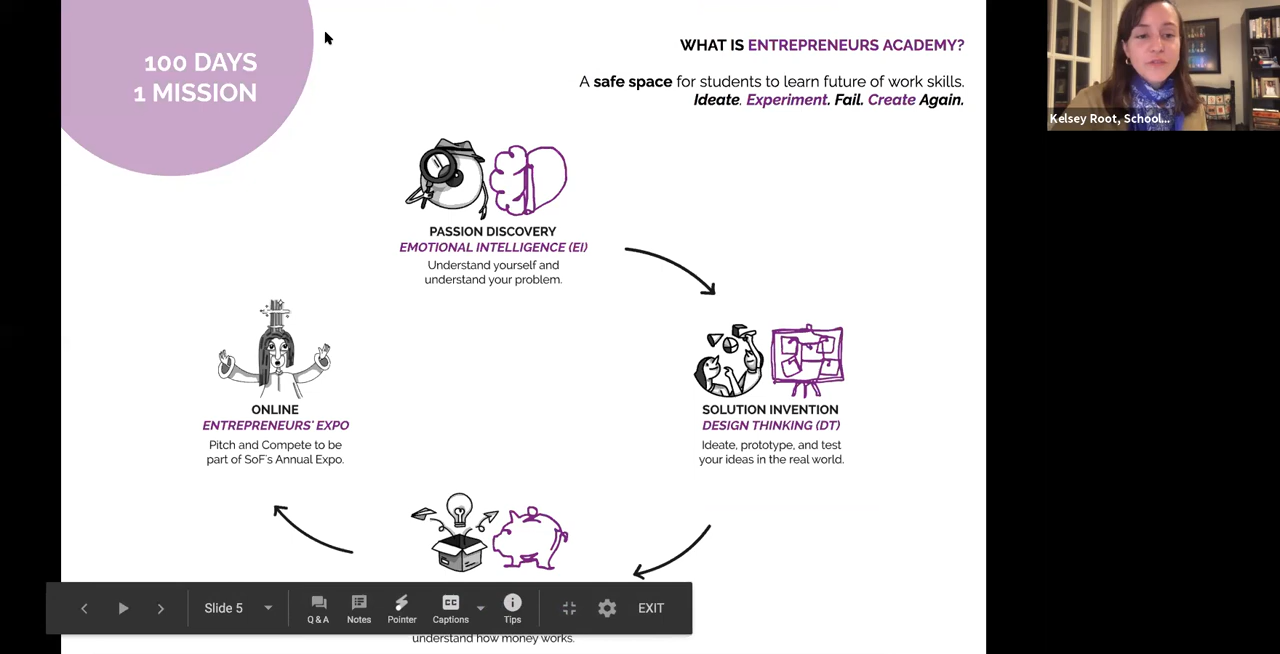 100 DAYS
1 MISSION
WHAT IS ENTREPRENEURS ACADEMY?
A safe space for students to learn future of work skills.
Ideate. Experiment. Fail. Create Again.
Kelsey Root, School...
PASSION DISCOVERY
EMOTIONAL INTELLIGENCE (EI)
Understand yourself and
understand your problem.
SOLUTION INVENTION
DESIGN THINKING (DT)
Ideate, prototype, and test
your ideas in the real world.
ONLINE
ENTREPRENEURS' EXPO
Pitch and Compete to be
part of SoF's Annual Expo.
Slide 5
Q & A
Notes
Pointer
CC
Captions
Tips
EXIT
understand how money works.